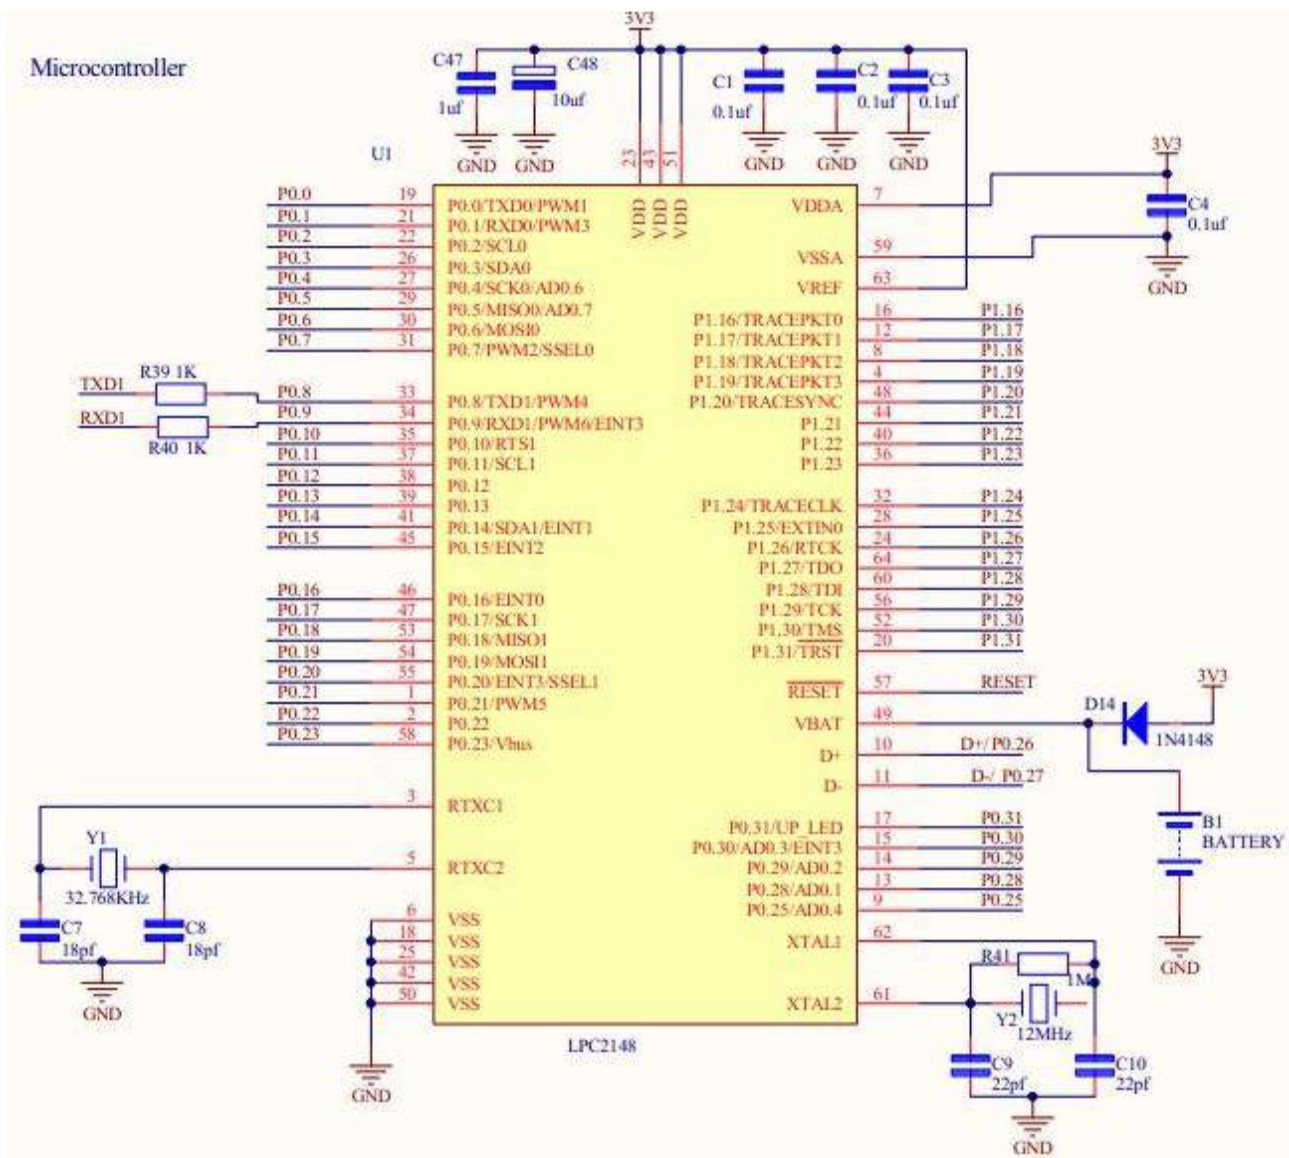 3V3
Microcontroller
C47
1uf
C48
10uf
C1
0.1uf
C2
0.1uf
C3
0.1uf
GND
GND
GND
GND
GND
23
43
51
VDD
VDD
VDD
U1
P0.0 19 P0.0/TXD0/PWM1
P0.1 21 P0.1/RXD0/PWM3
P0.2 22 P0.2/SCL0
P0.3 26 P0.3/SDA0
P0.4 27 P0.4/SCK0/AD0.6
P0.5 29 P0.5/MISO0/AD0.7
P0.6 30 P0.6/MOSI0
P0.7 31 P0.7/PWM2/SSEL0
R39 1K
TXD1
RXD1
R40 1K
P0.8 33 P0.8/TXD1/PWM4
P0.9 34 P0.9/RXD1/PWM6/EINT3
P0.10 35 P0.10/RTS1
P0.11 37 P0.11/SCL1
P0.12 38 P0.12
P0.13 39 P0.13
P0.14 41 P0.14/SDA1/EINT1
P0.15 45 P0.15/EINT2
P0.16 46 P0.16/EINT0
P0.17 47 P0.17/SCK1
P0.18 53 P0.18/MISO1
P0.19 54 P0.19/MOSI1
P0.20 55 P0.20/EINT3/SSEL1
P0.21 1 P0.21/PWM5
P0.22 2 P0.22
P0.23 58 P0.23/Vbus
3 RTXC1
5 RTXC2
Y1
32.768KHz
C7
18pf
C8
18pf
GND
6 VSS
18 VSS
25 VSS
42 VSS
50 VSS
GND
LPC2148
VDDA 7
VSSA 59
VREF 63
3V3
C4
0.1uf
GND
P1.16/TRACEPKT0 16 P1.16
P1.17/TRACEPKT1 12 P1.17
P1.18/TRACEPKT2 8 P1.18
P1.19/TRACEPKT3 4 P1.19
P1.20/TRACESYNC 48 P1.20
P1.21 44 P1.21
P1.22 40 P1.22
P1.23 36 P1.23
P1.24/TRACECLK 32 P1.24
P1.25/EXTIN0 28 P1.25
P1.26/RTCK 24 P1.26
P1.27/TDO 64 P1.27
P1.28/TDI 60 P1.28
P1.29/TCK 56 P1.29
P1.30/TMS 52 P1.30
P1.31/TRST 20 P1.31
RESET 57 RESET
VBAT 49
D+ 10 D+/ P0.26
D- 11 D-/ P0.27
D14
1N4148
3V3
B1
BATTERY
GND
P0.31/UP_LED 17 P0.31
P0.30/AD0.3/EINT3 15 P0.30
P0.29/AD0.2 14 P0.29
P0.28/AD0.1 13 P0.28
P0.25/AD0.4 9 P0.25
XTAL1 62
XTAL2 61
R41
1M
Y2
12MHz
C9
22pf
C10
22pf
GND